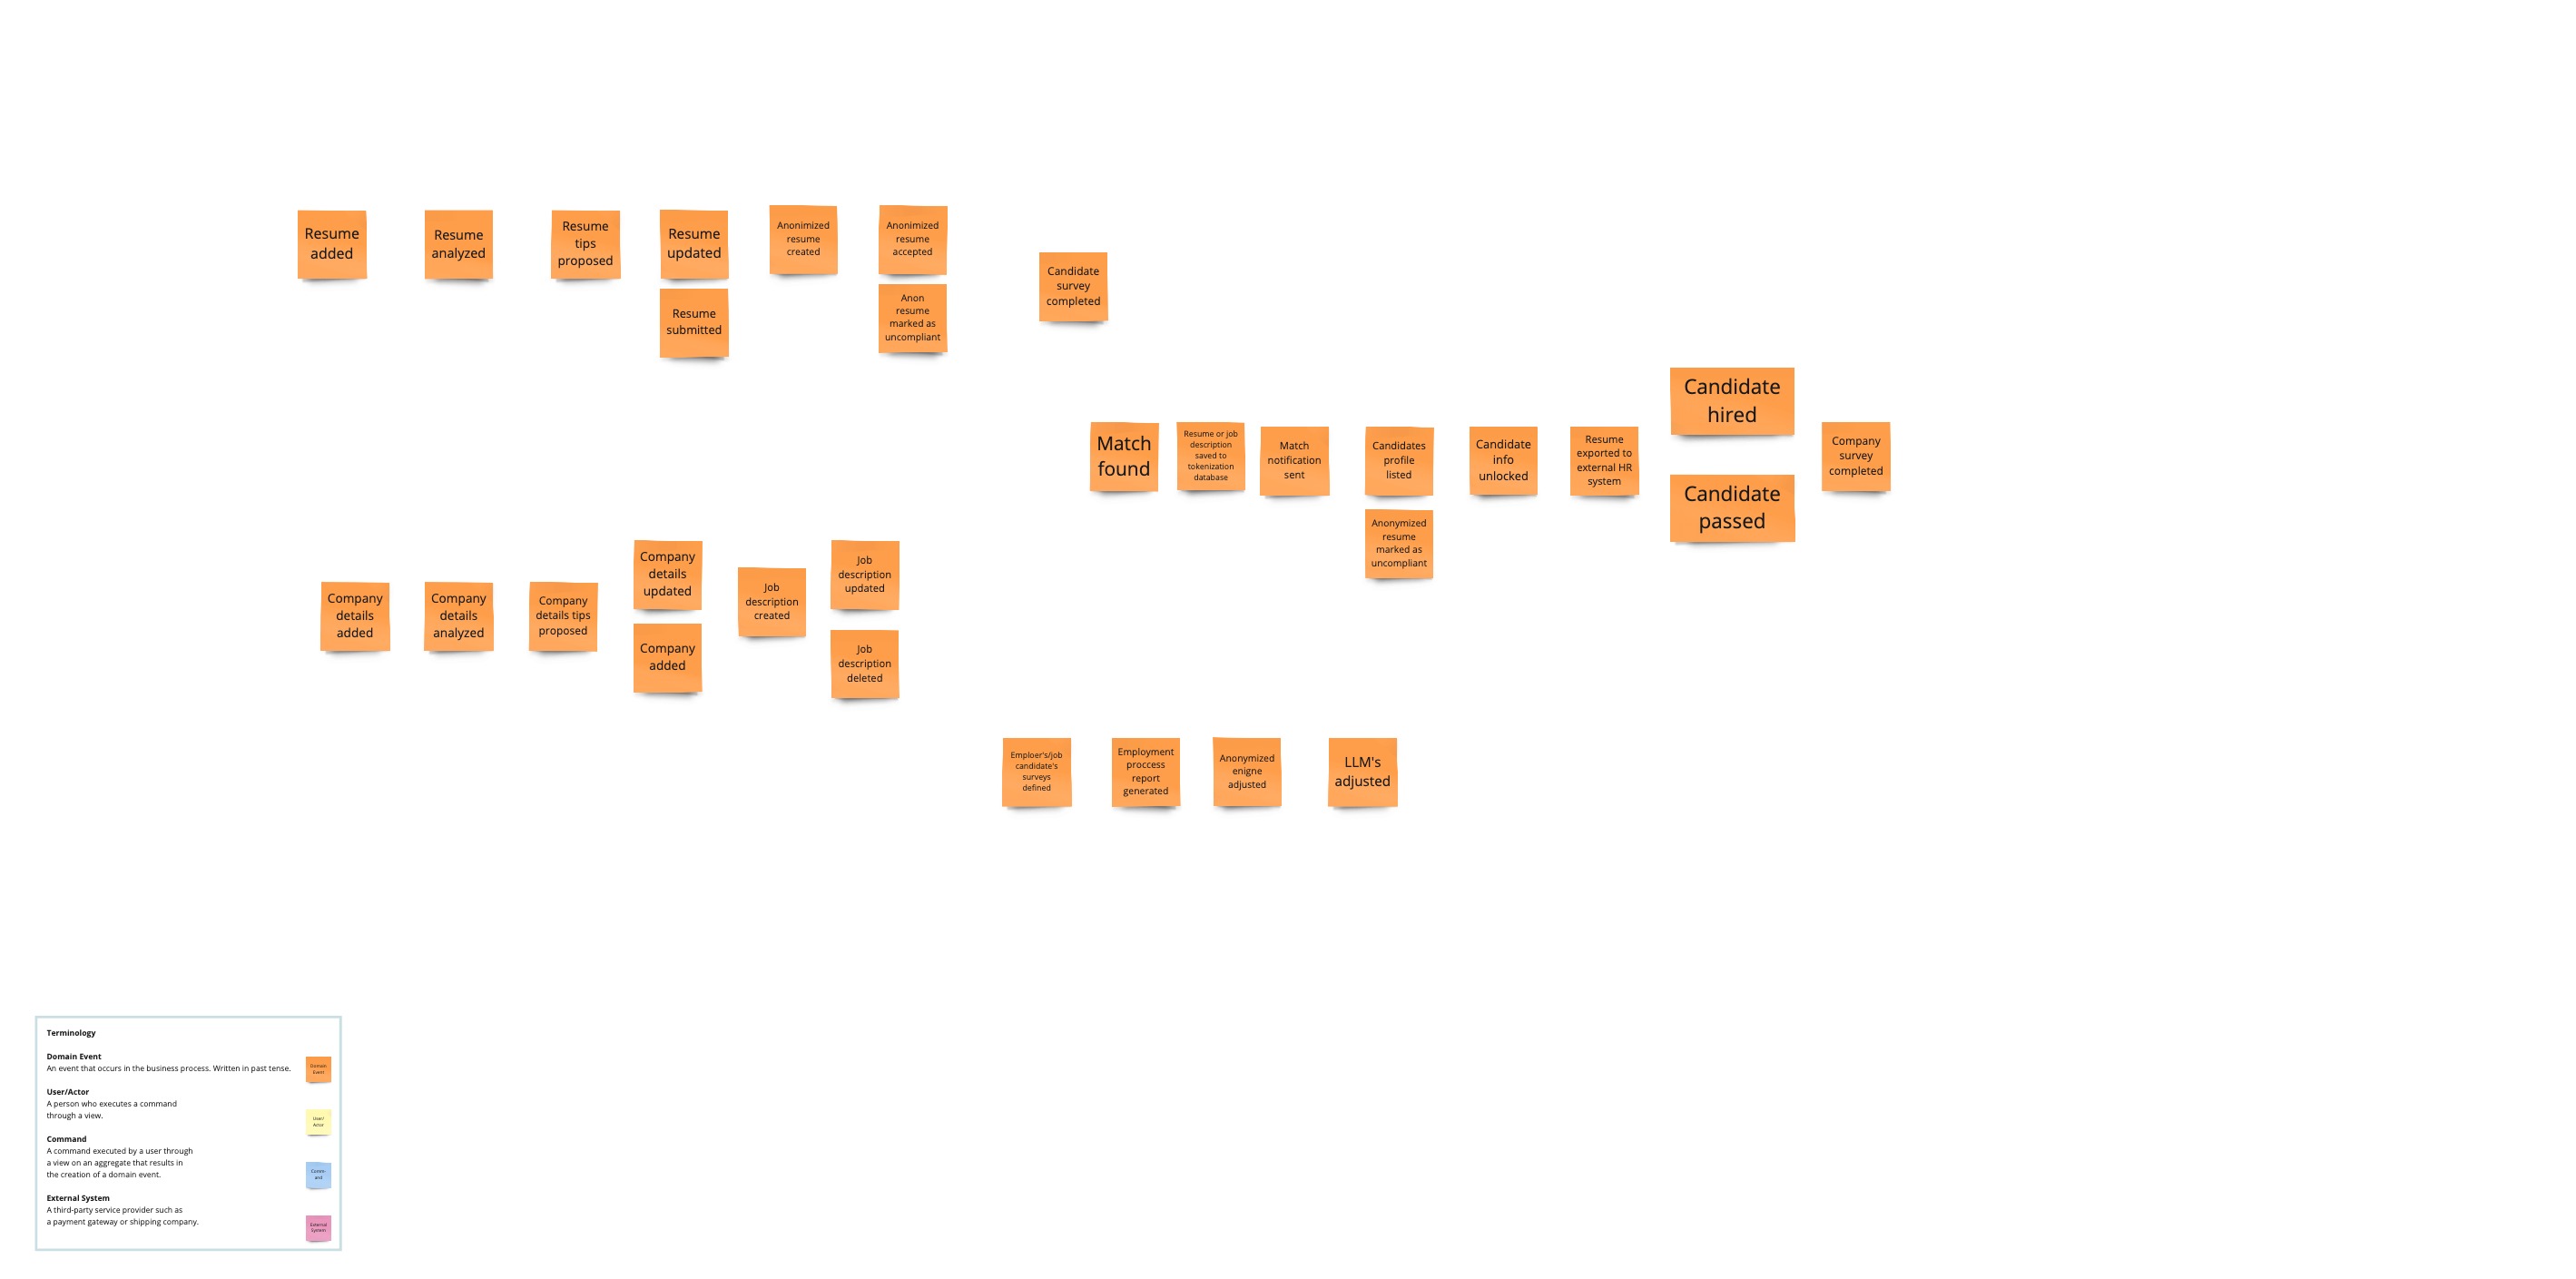 Resume
added
Resume
analyzed
Resume
tips
proposed
Resume
updated
Anonimized
resume
created
Anonimized
resume
accepted
Resume
submitted
Anon
resume
marked as
uncompliant
Candidate
survey
completed
Candidate
hired
Match
found
Resume or job
description
saved to
tokenization
database
Match
notification
sent
Candidates
profile
listed
Candidate
info
unlocked
Resume
exported to
external HR
system
Candidate
passed
Company
survey
completed
Anonymized
resume
marked as
uncompliant
Company
details
added
Company
details
analyzed
Company
details tips
proposed
Company
details
updated
Company
added
Job
description
created
Job
description
updated
Job
description
deleted
Emploer's/job
candidate's
surveys
defined
Employment
proccess
report
generated
Anonymized
enigne
adjusted
LLM's
adjusted
Terminology
Domain Event
An event that occurs in the business process. Written in past tense.
Domain
Event
User/Actor
A person who executes a command
through a view.
User/
Actor
Command
A command executed by a user through
a view on an aggregate that results in
the creation of a domain event.
Comm-
and
External System
A third-party service provider such as
a payment gateway or shipping company.
External
System